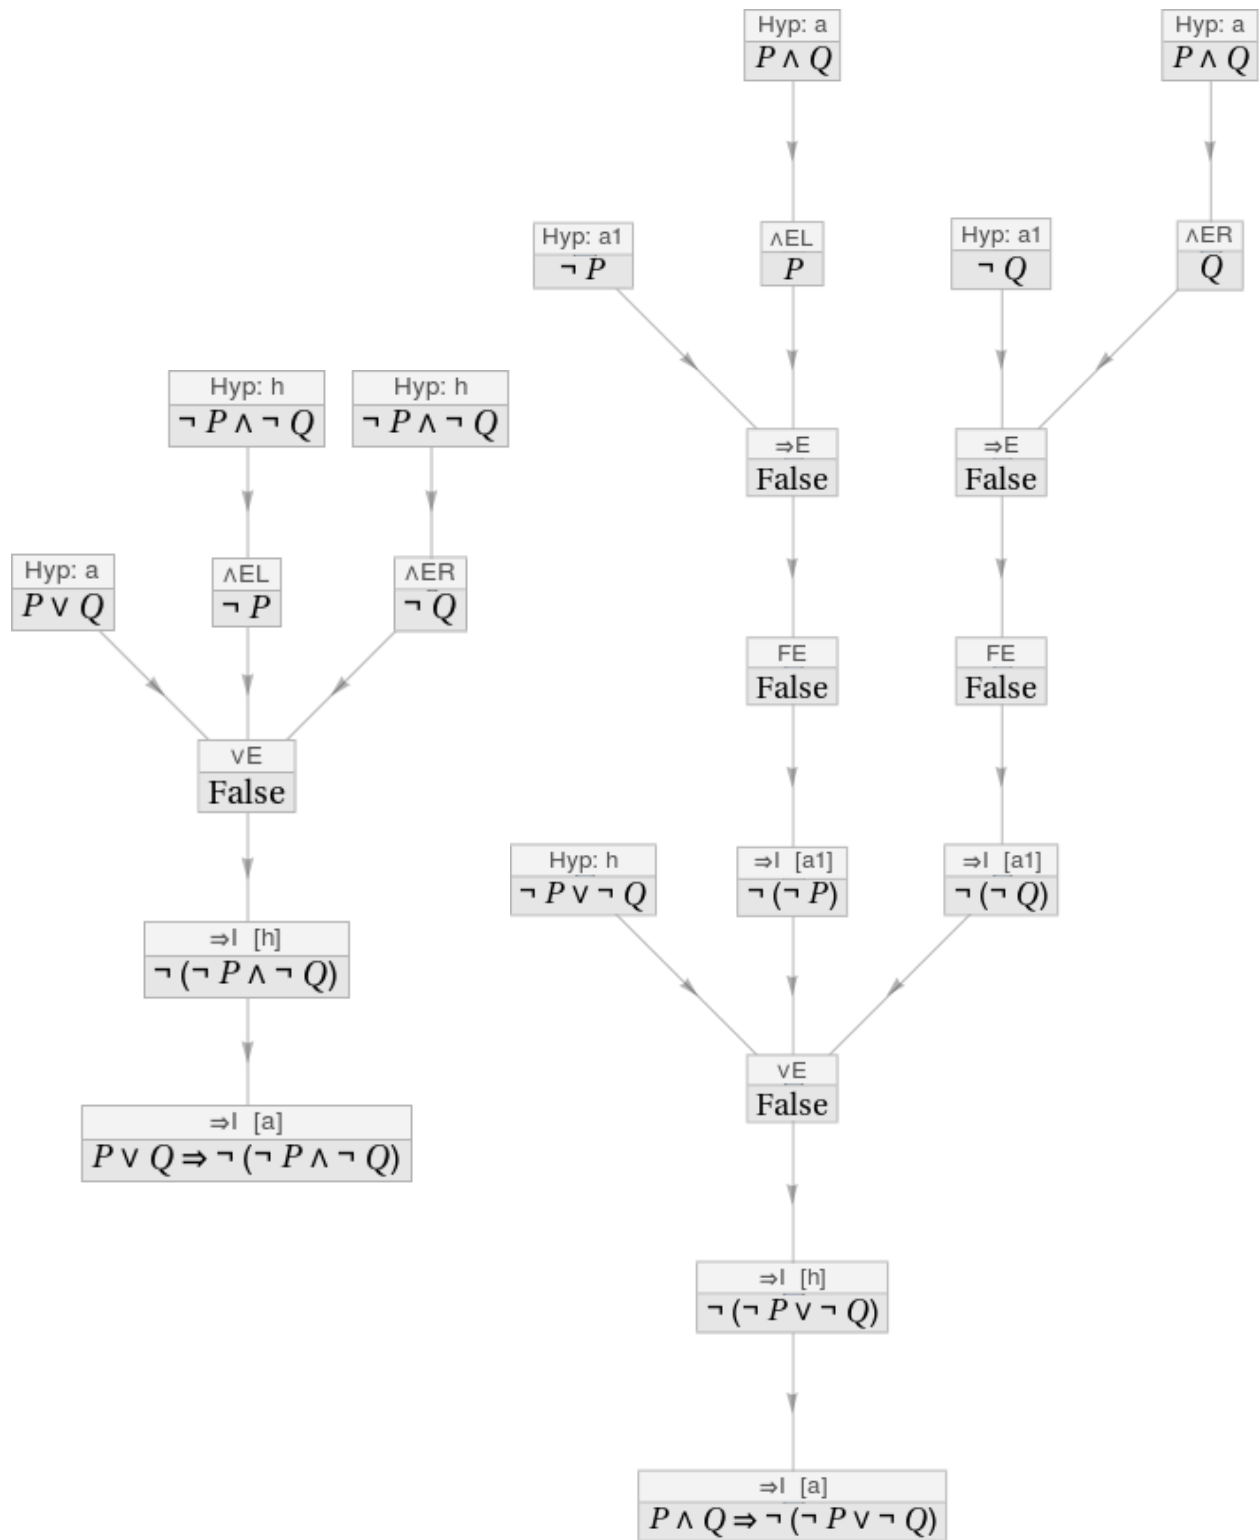 Hyp: a
P ∧ Q
Hyp: a
P ∧ Q
Hyp: a1
¬ P
∧EL
P
Hyp: a1
¬ Q
∧ER
Q
Hyp: h
¬ P ∧ ¬ Q
Hyp: h
¬ P ∧ ¬ Q
⇒E
False
⇒E
False
Hyp: a
P ∨ Q
∧EL
¬ P
∧ER
¬ Q
FE
False
FE
False
∨E
False
Hyp: h
¬ P ∨ ¬ Q
⇒I [a1]
¬ (¬ P)
⇒I [a1]
¬ (¬ Q)
⇒I [h]
¬ (¬ P ∧ ¬ Q)
∨E
False
⇒I [a]
P ∨ Q ⇒ ¬ (¬ P ∧ ¬ Q)
⇒I [h]
¬ (¬ P ∨ ¬ Q)
⇒I [a]
P ∧ Q ⇒ ¬ (¬ P ∨ ¬ Q)